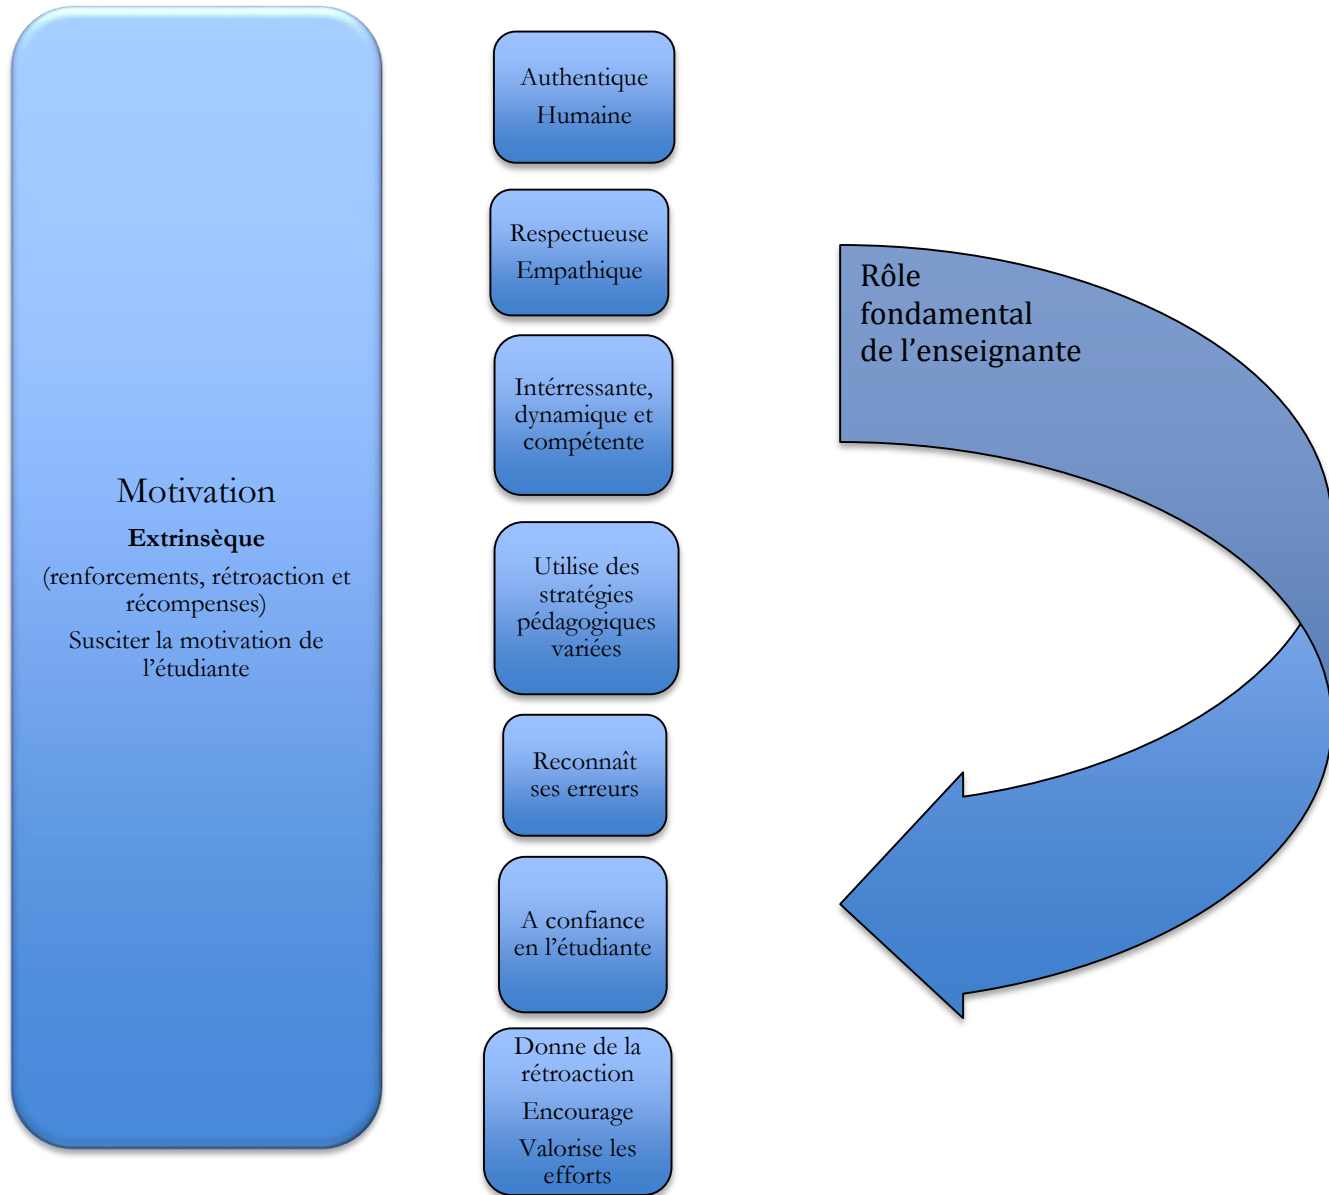 Motivation
Extrinsèque
(renforcements, rétroaction et
récompenses)
Susciter la motivation de
l’étudiante
Authentique
Humaine
Respectueuse
Empathique
Intérressante,
dynamique et
compétente
Utilise des
stratégies
pédagogiques
variées
Reconnaît
ses erreurs
A confiance
en l’étudiante
Donne de la
rétroaction
Encourage
Valorise les
efforts
Rôle
fondamental
de l’enseignante